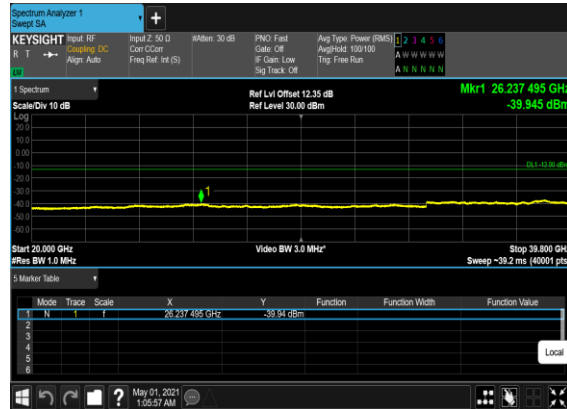 Spectrum Analyzer 1
Swept SA
+
KEYSIGHT Input: RF Input Z: 50 Ω #Atten: 30 dB PNO: Fast Avg Type: Power (RMS) 1 2 3 4 5 6
R T Coupling: DC Corr CCorr Gate: Off Avg|Hold: 100/100 A W W W W W
Align: Auto Freq Ref: Int (S) IF Gain: Low Trig: Free Run
Sig Track: Off A N N N N N
1 Spectrum Ref Lvl Offset 12.35 dB Mkr1 26.237 495 GHz
Scale/Div 10 dB Ref Level 30.00 dBm -39.945 dBm
Log
20.0
10.0
0.00
-10.0 DL1 -13.00 dBm
-20.0
-30.0
1
-40.0
-50.0
-60.0
Start 20.000 GHz Video BW 3.0 MHz* Stop 39.800 GHz
#Res BW 1.0 MHz Sweep ~39.2 ms (40001 pts)
5 Marker Table
Mode Trace Scale X Y Function Function Width Function Value
1 N 1 f 26.237 495 GHz -39.94 dBm
2
3
4
5
6
Local
? May 01, 2021
1:05:57 AM